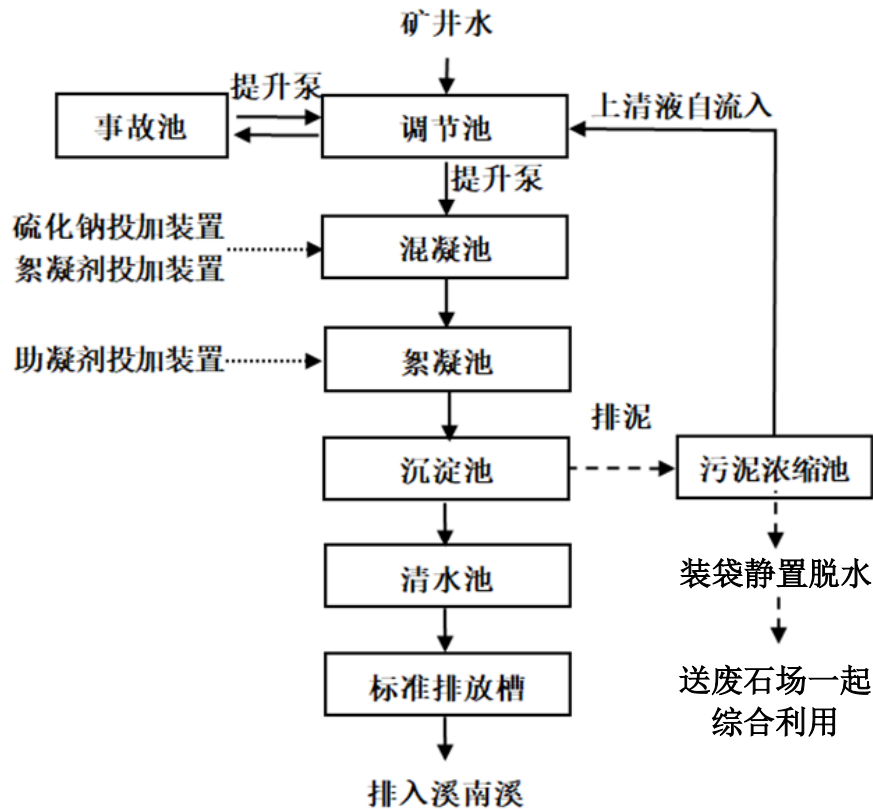 矿井水
提升泵
事故池
调节池
上清液自流入
提升泵
硫化钠投加装置
絮凝剂投加装置
混凝池
助凝剂投加装置
絮凝池
排泥
沉淀池
污泥浓缩池
清水池
装袋静置脱水
标准排放槽
送废石场一起
综合利用
排入溪南溪